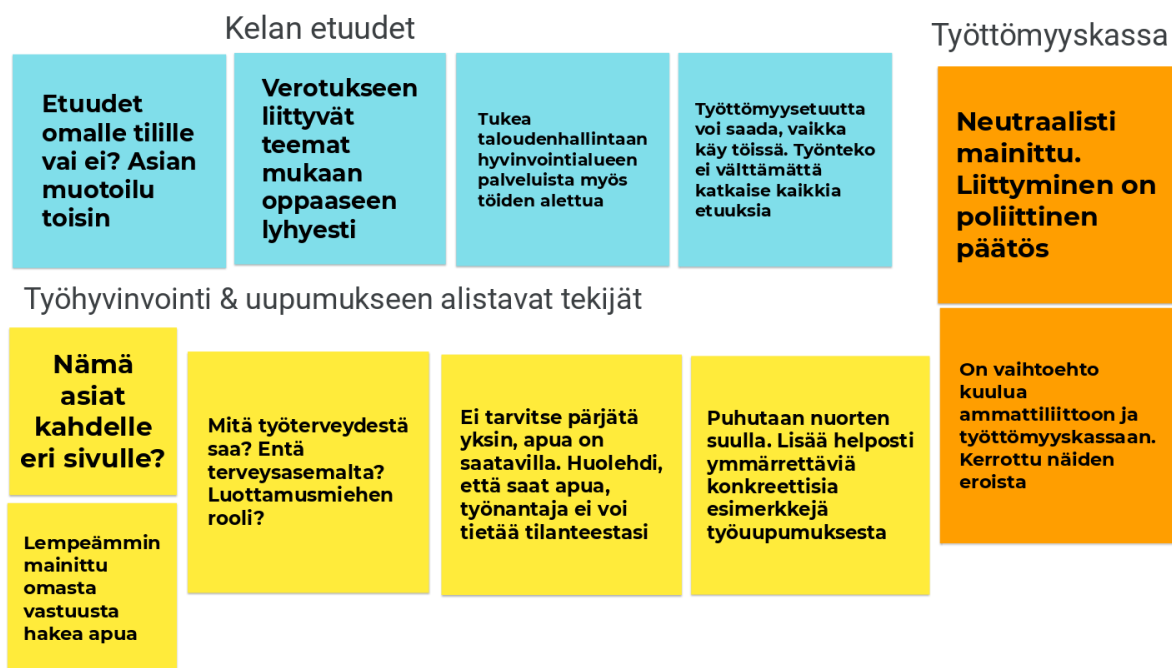 Kelan etuudet
Etuudet
omalle tilille
vai ei? Asian
muotoilu
toisin
Verotukseen
liittyvät
teemat
mukaan
oppaaseen
lyhyesti
Tukea
taloudenhallintaan
hyvinvointialueen
palveluista myös
töiden alettua
Työttömyysetuutta
voi saada, vaikka
käy töissä. Työnteko
ei välttämättä
katkaise kaikkia
etuuksia
Työttömyyskassa
Neutraalisti
mainittu.
Liittyminen on
poliittinen
päätös
On vaihtoehto
kuulua
ammattiliittoon ja
työttömyyskassaan.
Kerrottu näiden
eroista
Työhyvinvointi & uupumukseen alistavat tekijät
Nämä
asiat
kahdelle
eri sivulle?
Lempeämmin
mainittu
omasta
vastuusta
hakea apua
Mitä työterveydestä
saa? Entä
terveysasemalta?
Luottamusmiehen
rooli?
Ei tarvitse pärjätä
yksin, apua on
saatavilla. Huolehdi,
että saat apua,
työnantaja ei voi
tietää tilanteestasi
Puhutaan nuorten
suulla. Lisää helposti
ymmärrettäviä
konkreettisia
esimerkkejä
työuupumuksesta